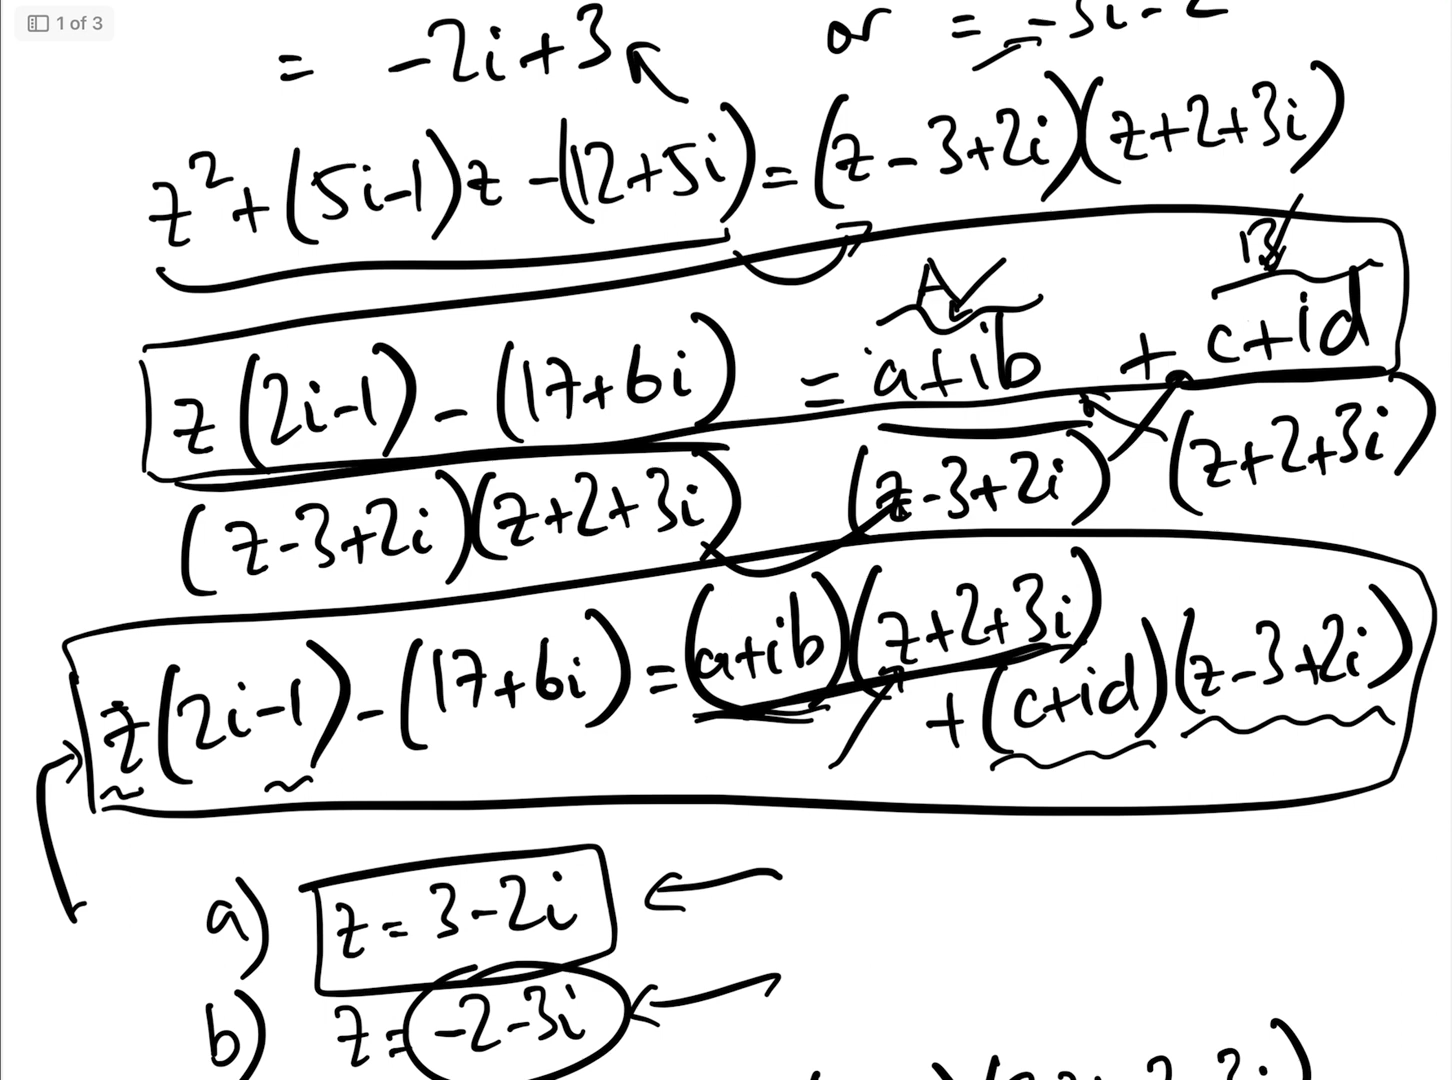 1 of 3
= -2i+3 or = -3i-2
z²+(5i-1)z-(12+5i)=(z-3+2i)(z+2+3i)
A B
z(2i-1)-(17+6i) = a+ib + c+id
(z-3+2i)(z+2+3i) (z-3+2i) (z+2+3i)
z(2i-1)-(17+6i)=(a+ib)(z+2+3i)
+(c+id)(z-3+2i)
a) z=3-2i
b) z=-2-3i